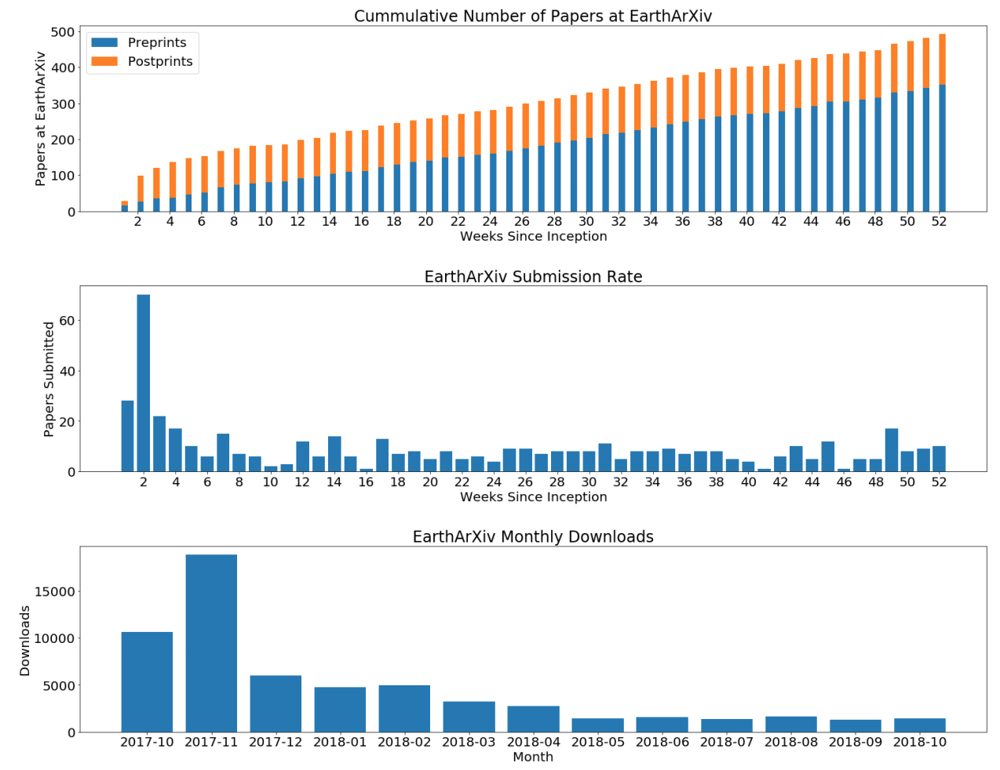 Cummulative Number of Papers at EarthArXiv
Papers at EarthArXiv
500
400
300
200
100
0
Preprints
Postprints
2 4 6 8 10 12 14 16 18 20 22 24 26 28 30 32 34 36 38 40 42 44 46 48 50 52
Weeks Since Inception
EarthArXiv Submission Rate
Papers Submitted
60
40
20
0
2 4 6 8 10 12 14 16 18 20 22 24 26 28 30 32 34 36 38 40 42 44 46 48 50 52
Weeks Since Inception
EarthArXiv Monthly Downloads
Downloads
15000
10000
5000
0
2017-10 2017-11 2017-12 2018-01 2018-02 2018-03 2018-04 2018-05 2018-06 2018-07 2018-08 2018-09 2018-10
Month